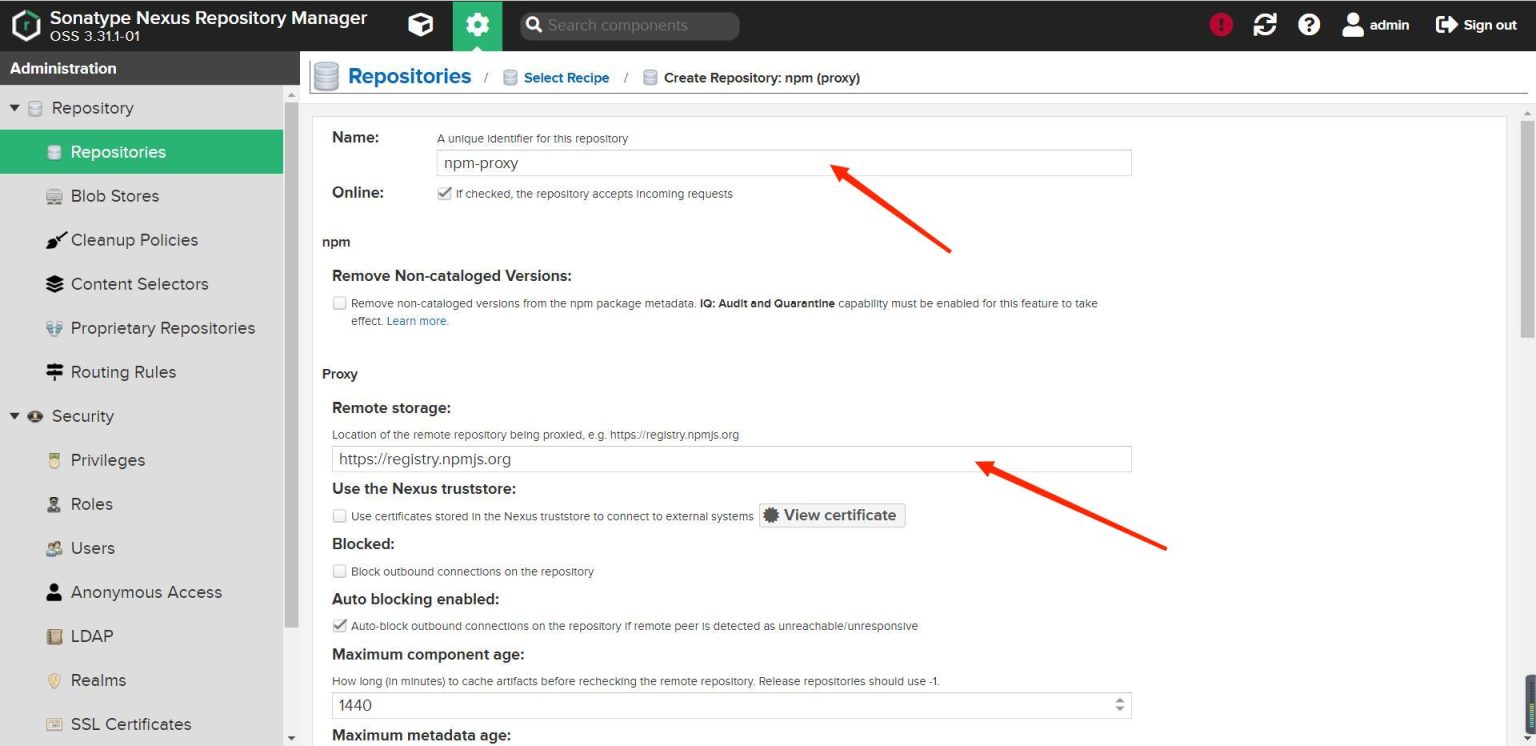 Sonatype Nexus Repository Manager
OSS 3.31.1-01
Search components
admin
Sign out
Administration
Repository
Repositories
Blob Stores
Cleanup Policies
Content Selectors
Proprietary Repositories
Routing Rules
Security
Privileges
Roles
Users
Anonymous Access
LDAP
Realms
SSL Certificates
Repositories / Select Recipe / Create Repository: npm (proxy)
Name: A unique identifier for this repository
npm-proxy
Online: If checked, the repository accepts incoming requests
npm
Remove Non-cataloged Versions:
Remove non-cataloged versions from the npm package metadata. IQ: Audit and Quarantine capability must be enabled for this feature to take
effect. Learn more.
Proxy
Remote storage:
Location of the remote repository being proxied, e.g. https://registry.npmjs.org
https://registry.npmjs.org
Use the Nexus truststore:
Use certificates stored in the Nexus truststore to connect to external systems View certificate
Blocked:
Block outbound connections on the repository
Auto blocking enabled:
Auto-block outbound connections on the repository if remote peer is detected as unreachable/unresponsive
Maximum component age:
How long (in minutes) to cache artifacts before rechecking the remote repository. Release repositories should use -1.
1440
Maximum metadata age: